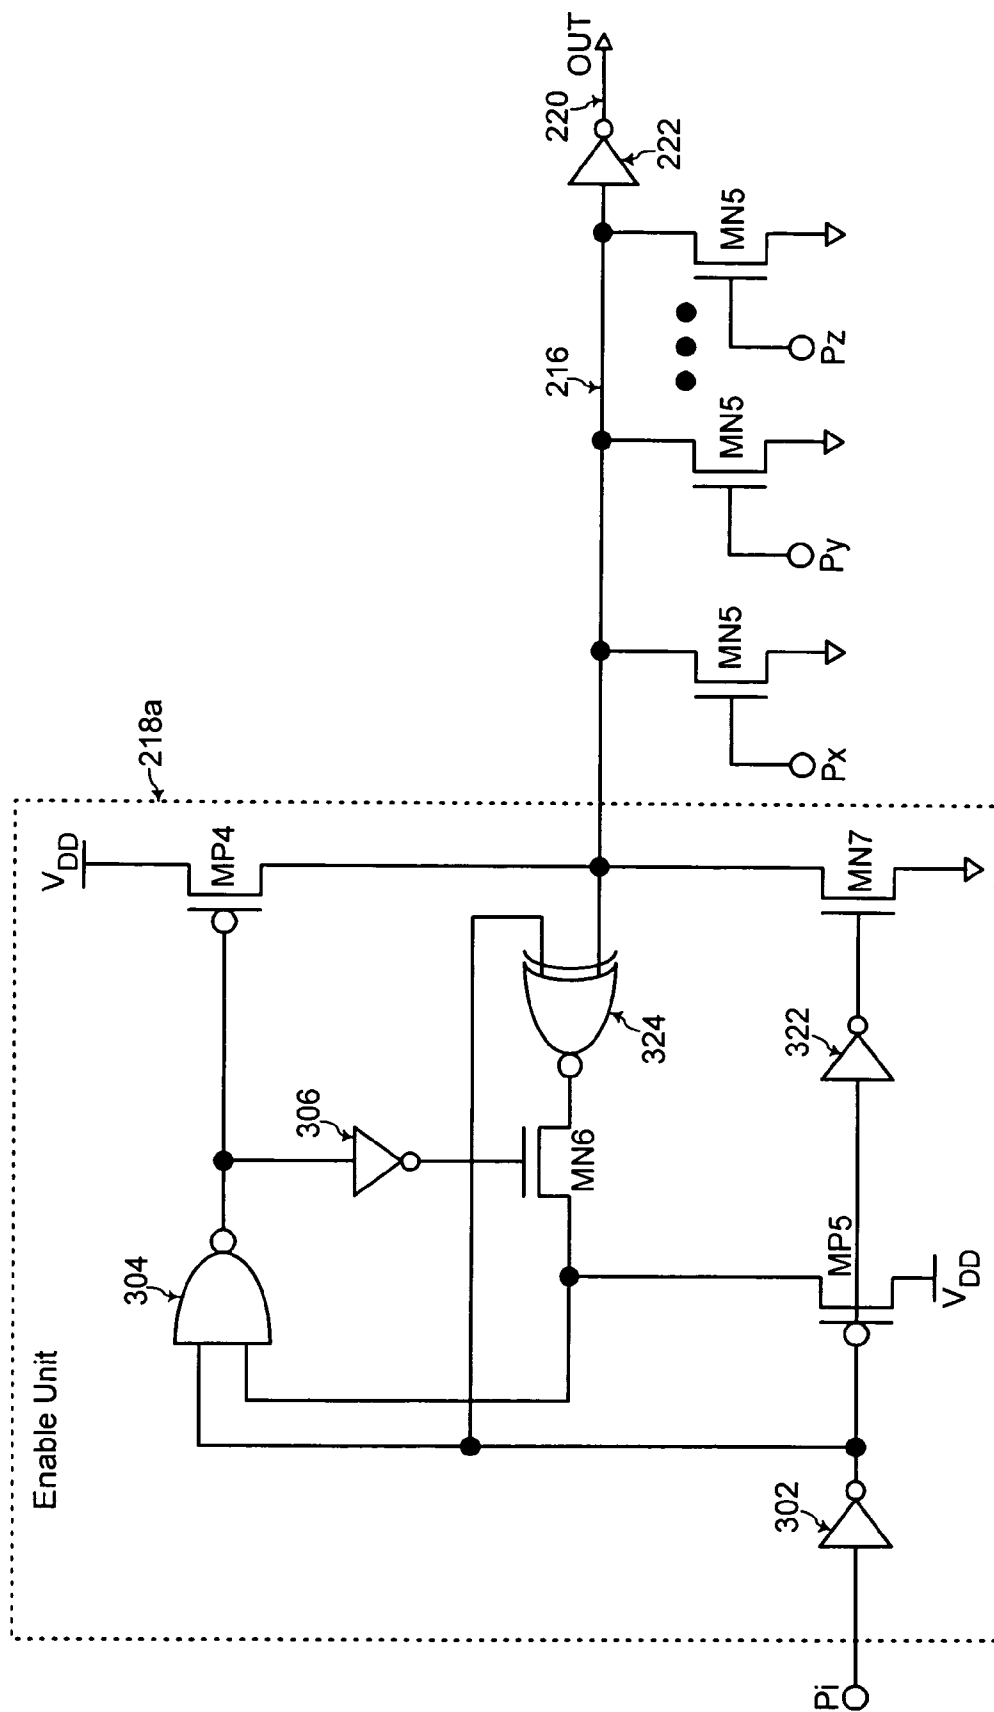 Enable Unit
218a
VDD
MP4
304
306
324
MN6
MP5
VDD
302
322
MN7
Pi
216
220
OUT
222
MN5
MN5
MN5
Px
Py
Pz